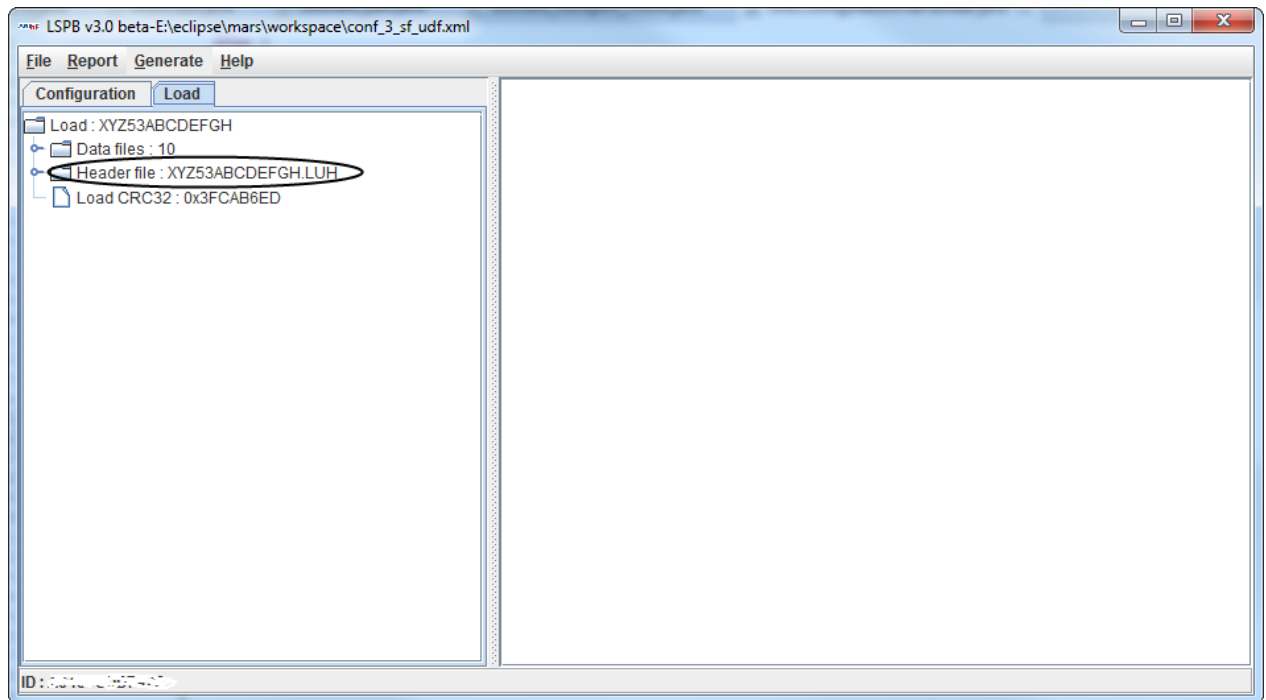 LSPB v3.0 beta-E:\eclipse\mars\workspace\conf_3_sf_udf.xml
File Report Generate Help
Configuration Load
Load : XYZ53ABCDEFGH
Data files : 10
Header file : XYZ53ABCDEFGH.LUH
Load CRC32 : 0x3FCAB6ED
ID :